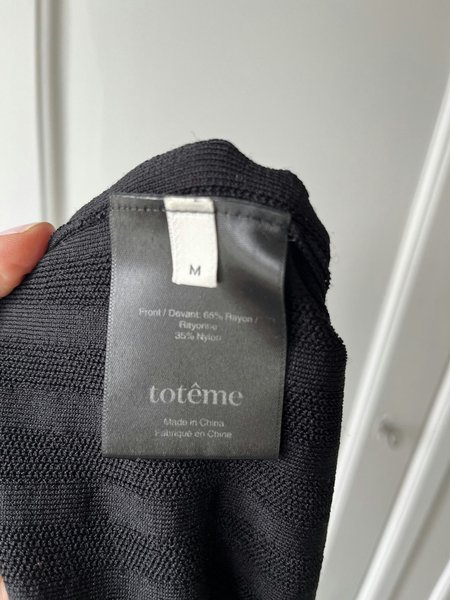 M
Front / Devant: 65% Rayon /
Rayonne
35% Nylon
totême
Made in China
Fabriqué en Chine